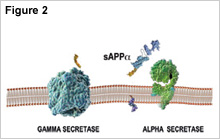 Figure 2
sAPPα
GAMMA SECRETASE
ALPHA SECRETASE